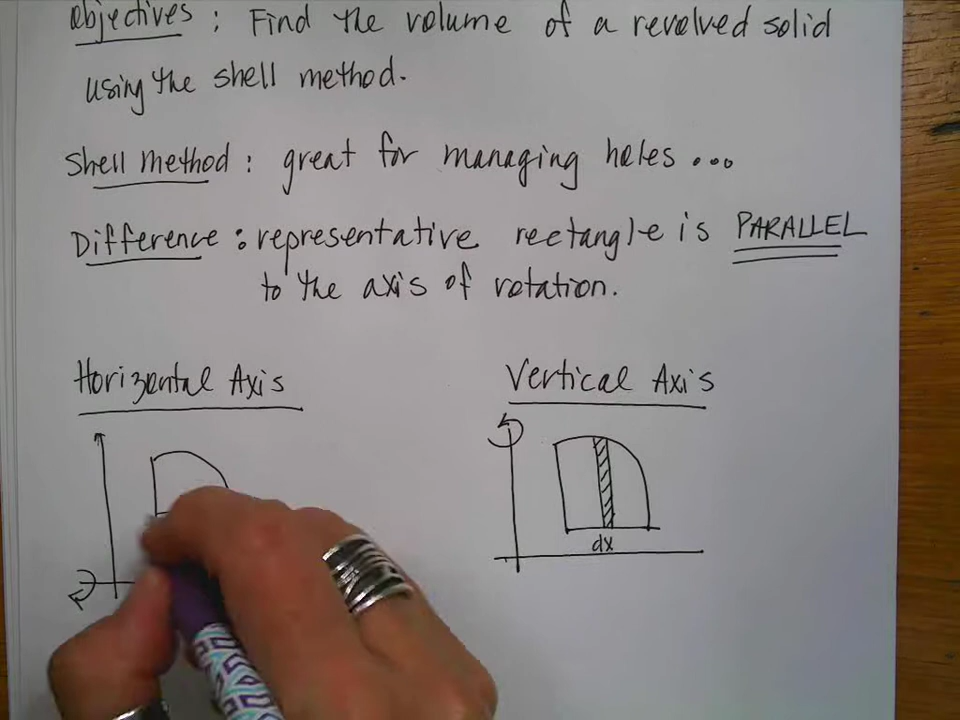 Objectives : Find the volume of a revolved solid
using the shell method.
Shell method : great for managing holes ...
Difference : representative rectangle is PARALLEL
to the axis of rotation.
Horizontal Axis
Vertical Axis
dx